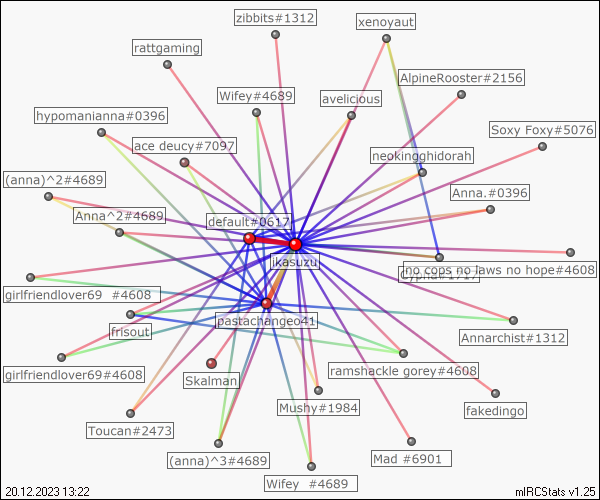 zibbits#1312
xenoyaut
rattgaming
AlpineRooster#2156
Wifey#4689
avelicious
hypomanianna#0396
Soxy Foxy#5076
ace deucy#7097
neokingghidorah
(anna)^2#4689
Anna.#0396
Anna^2#4689
default#0617
ikasuzu
no cops no laws no hope#4608
girlfriendlover69 #4608
pastachangeo41
frisout
Annarchist#1312
girlfriendlover69#4608
ramshackle gorey#4608
Skalman
Mushy#1984
fakedingo
Toucan#2473
(anna)^3#4689
Mad #6901
Wifey #4689
20.12.2023 13:22
mIRCStats v1.25